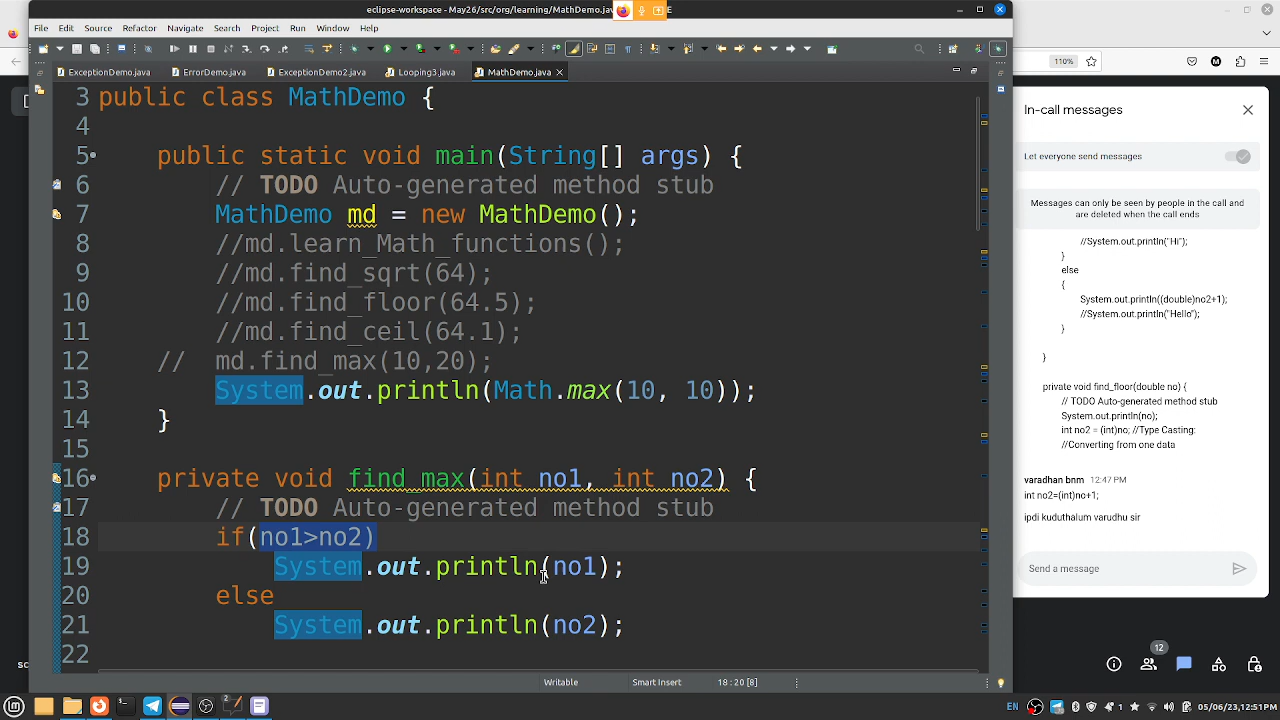 eclipse-workspace - May26/src/org/learning/MathDemo.jav
File Edit Source Refactor Navigate Search Project Run Window Help
110%
ExceptionDemo.java ErrorDemo.java ExceptionDemo2.java Looping3.java MathDemo.java
3 public class MathDemo {
4
5 public static void main(String[] args) {
6 // TODO Auto-generated method stub
7 MathDemo md = new MathDemo();
8 //md.learn_Math_functions();
9 //md.find_sqrt(64);
10 //md.find_floor(64.5);
11 //md.find_ceil(64.1);
12 // md.find_max(10,20);
13 System.out.println(Math.max(10, 10));
14 }
15
16 private void find_max(int no1, int no2) {
17 // TODO Auto-generated method stub
18 if(no1>no2)
19 System.out.println(no1);
20 else
21 System.out.println(no2);
22
Writable Smart Insert 18 : 20 [8]
In-call messages
Let everyone send messages
Messages can only be seen by people in the call and
are deleted when the call ends
//System.out.println("Hi");
}
else
{
System.out.println((double)no2+1);
//System.out.println("Hello");
}
}
private void find_floor(double no) {
// TODO Auto-generated method stub
System.out.println(no);
int no2 = (int)no; //Type Casting:
//Converting from one data
varadhan bnm 12:47 PM
int no2=(int)no+1;
ipdi kuduthalum varudhu sir
Send a message
12
EN 05/06/23, 12:51PM